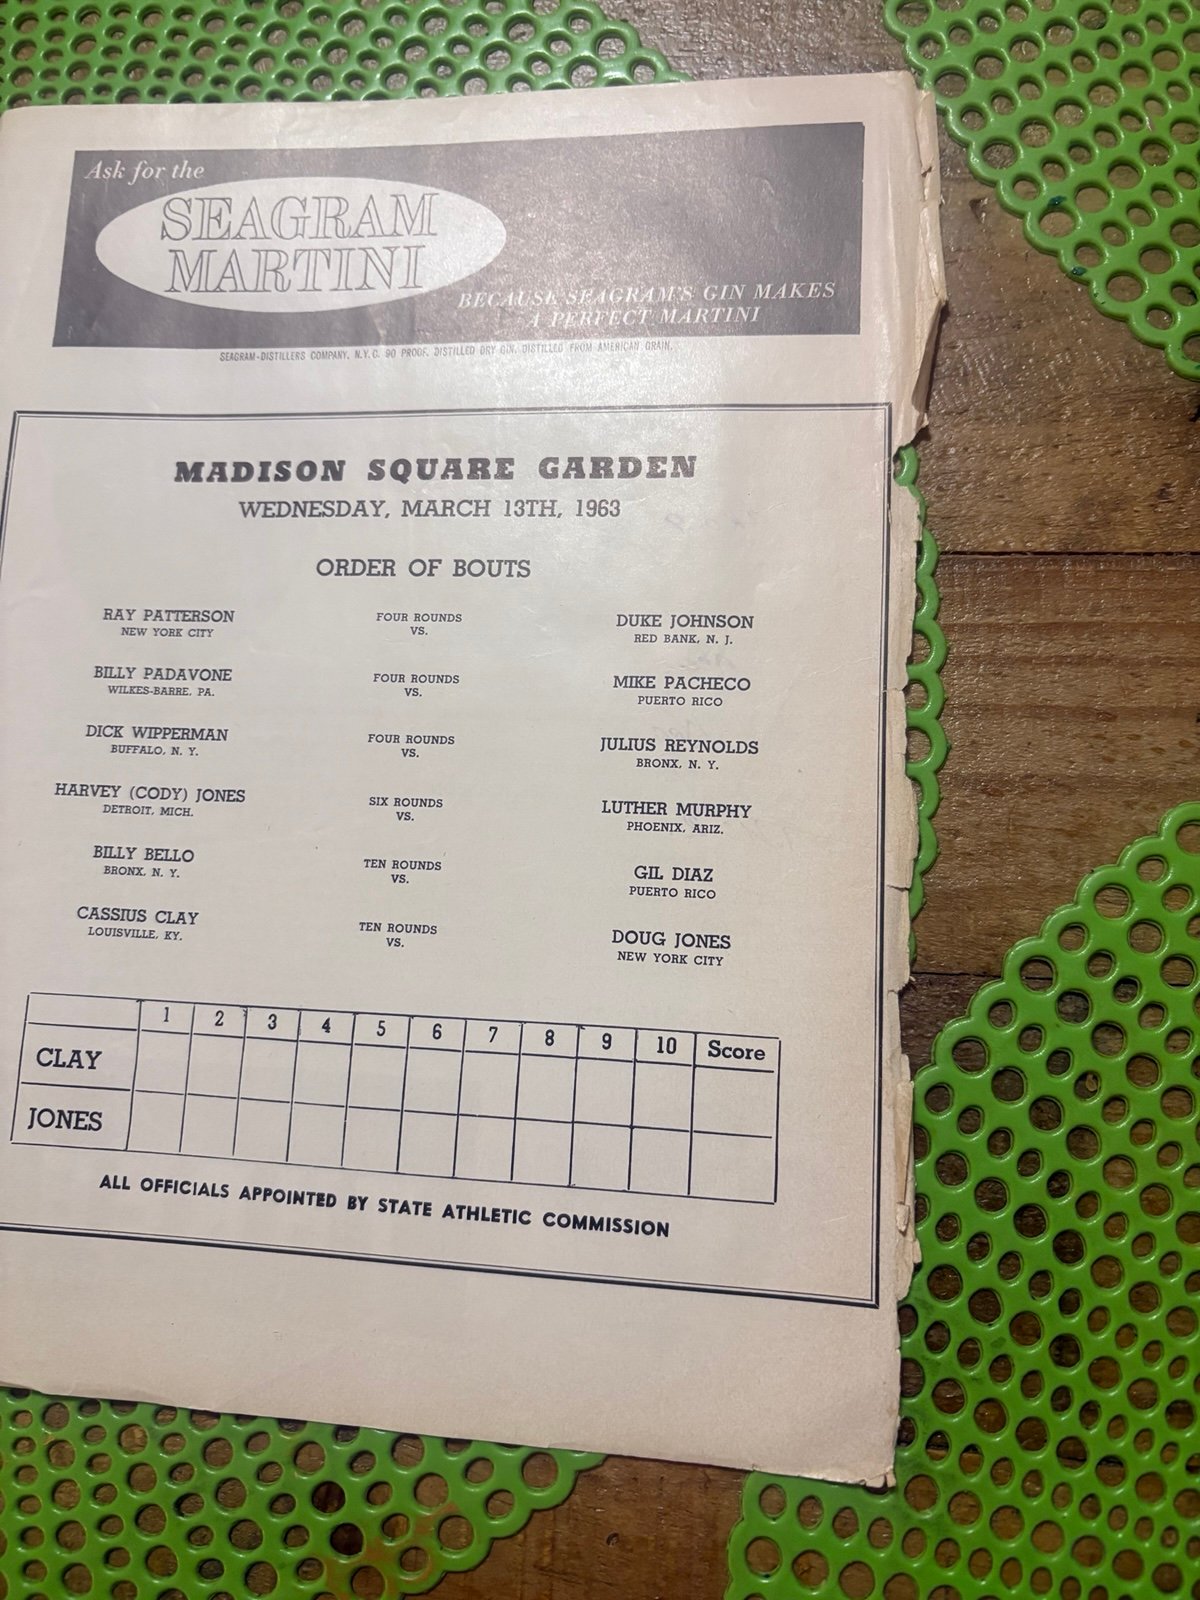 Ask for the
SEAGRAM
MARTINI
BECAUSE SEAGRAM'S GIN MAKES
A PERFECT MARTINI
SEAGRAM-DISTILLERS COMPANY, N.Y.C. 90 PROOF. DISTILLED DRY GIN. DISTILLED FROM AMERICAN GRAIN.
MADISON SQUARE GARDEN
WEDNESDAY, MARCH 13TH, 1963
ORDER OF BOUTS
RAY PATTERSON FOUR ROUNDS DUKE JOHNSON
NEW YORK CITY VS. RED BANK, N. J.
BILLY PADAVONE FOUR ROUNDS MIKE PACHECO
WILKES-BARRE, PA. VS. PUERTO RICO
DICK WIPPERMAN FOUR ROUNDS JULIUS REYNOLDS
BUFFALO, N. Y. VS. BRONX, N. Y.
HARVEY (CODY) JONES SIX ROUNDS LUTHER MURPHY
DETROIT, MICH. VS. PHOENIX, ARIZ.
BILLY BELLO TEN ROUNDS GIL DIAZ
BRONX, N. Y. VS. PUERTO RICO
CASSIUS CLAY TEN ROUNDS DOUG JONES
LOUISVILLE, KY. VS. NEW YORK CITY
1 2 3 4 5 6 7 8 9 10 Score
CLAY
JONES
ALL OFFICIALS APPOINTED BY STATE ATHLETIC COMMISSION